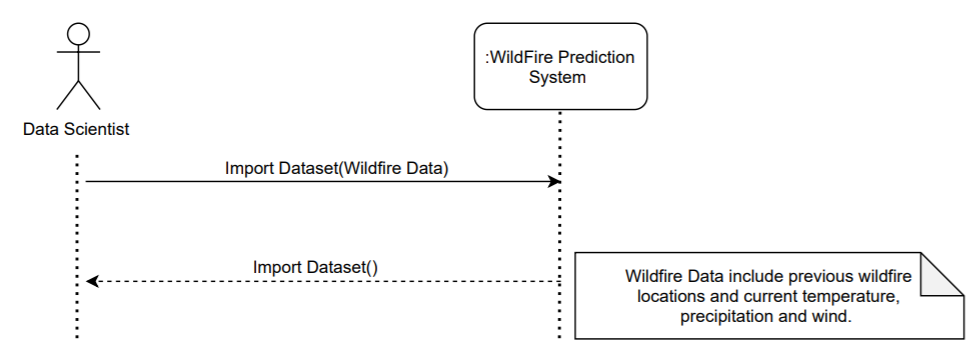 :WildFire Prediction
System
Data Scientist
Import Dataset(Wildfire Data)
Import Dataset()
Wildfire Data include previous wildfire
locations and current temperature,
precipitation and wind.